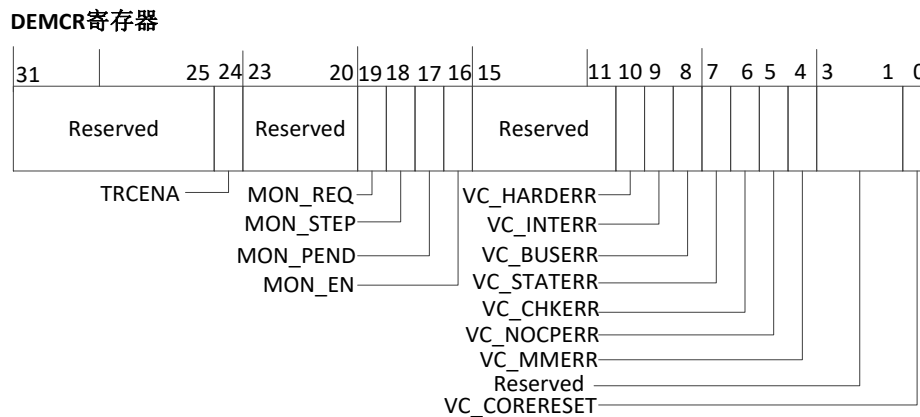 DEMCR寄存器
31 25 24 23 20 19 18 17 16 15 11 10 9 8 7 6 5 4 3 1 0
Reserved Reserved Reserved
TRCENA MON_REQ VC_HARDERR
MON_STEP VC_INTERR
MON_PEND VC_BUSERR
MON_EN VC_STATERR
VC_CHKERR
VC_NOCPERR
VC_MMERR
Reserved
VC_CORERESET